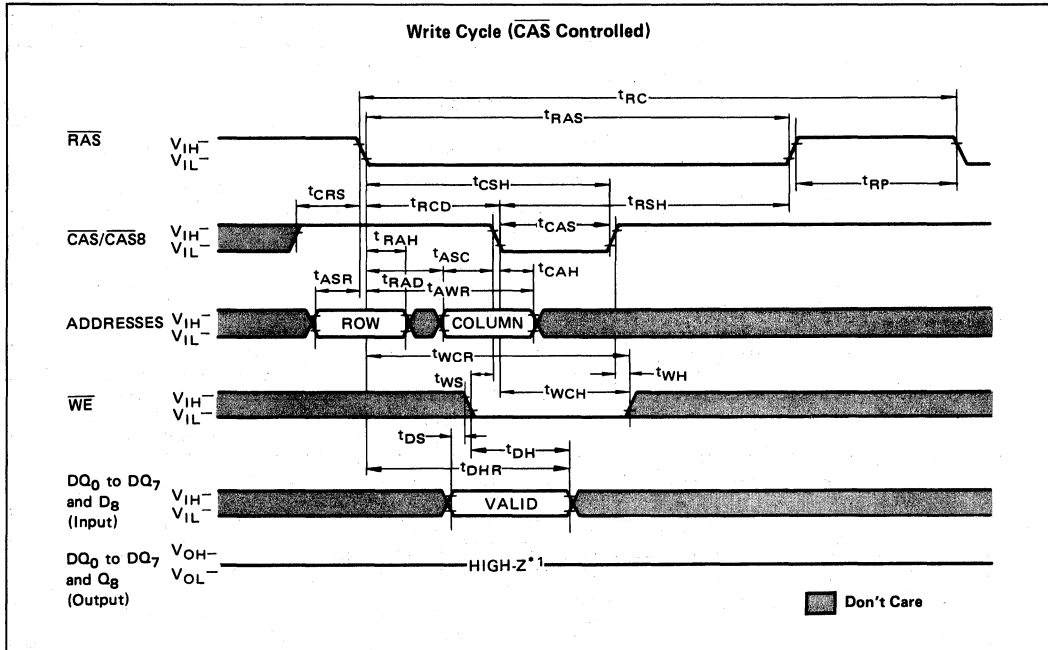 Write Cycle (CAS Controlled)
tRC
tRAS
RAS
VIH
VIL
tCSH
tCRS
tRCD
tRSH
tRP
tCAS
CAS/CAS8
VIH
VIL
tRAH
tASC
tCAH
tASR
tRAD
tAWR
ADDRESSES
VIH
VIL
ROW
COLUMN
tWCR
tWS
tWCH
tWH
WE
VIH
VIL
tDS
tDH
tDHR
DQ0 to DQ7
and D8
(Input)
VIH
VIL
VALID
DQ0 to DQ7
and Q8
(Output)
VOH
VOL
HIGH-Z*1
Don't Care